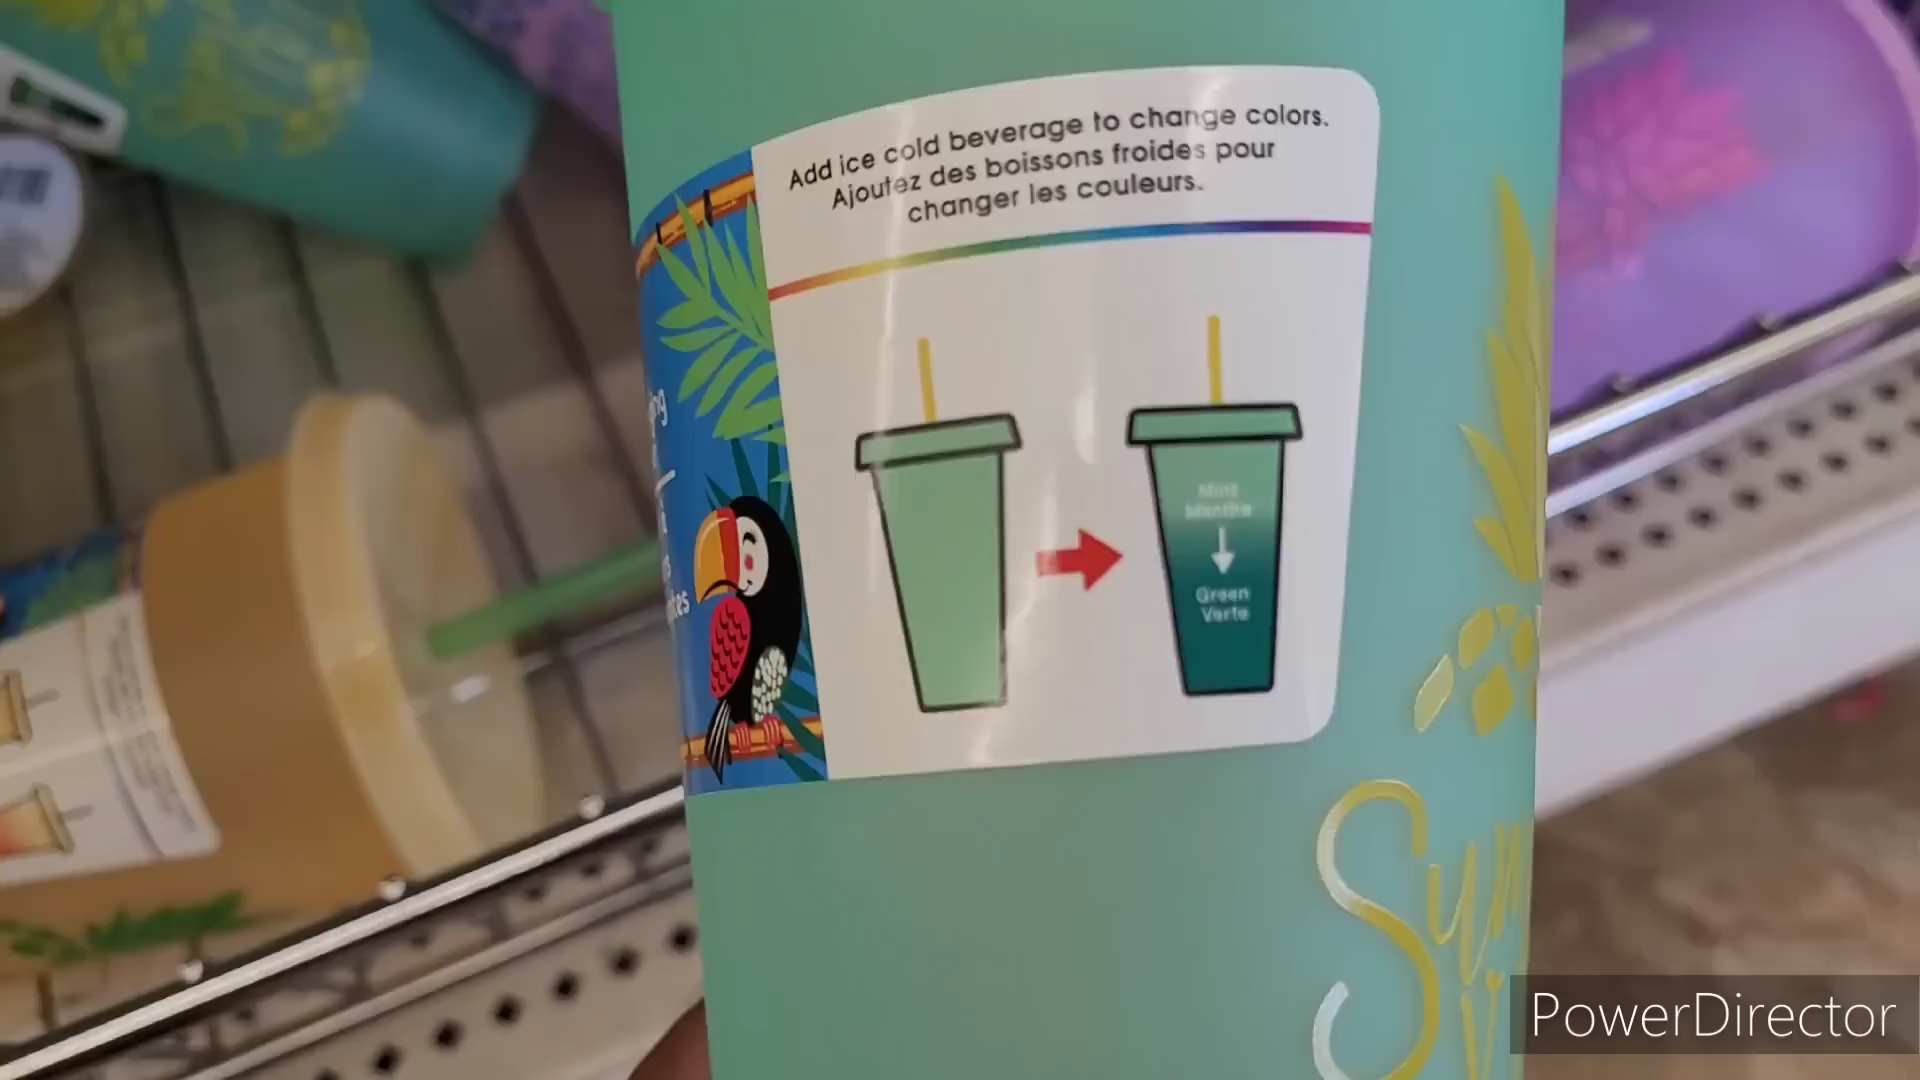 Add ice cold beverage to change colors.
Ajoutez des boissons froides pour
changer les couleurs.
Mint
Menthe
Green
Verte
PowerDirector